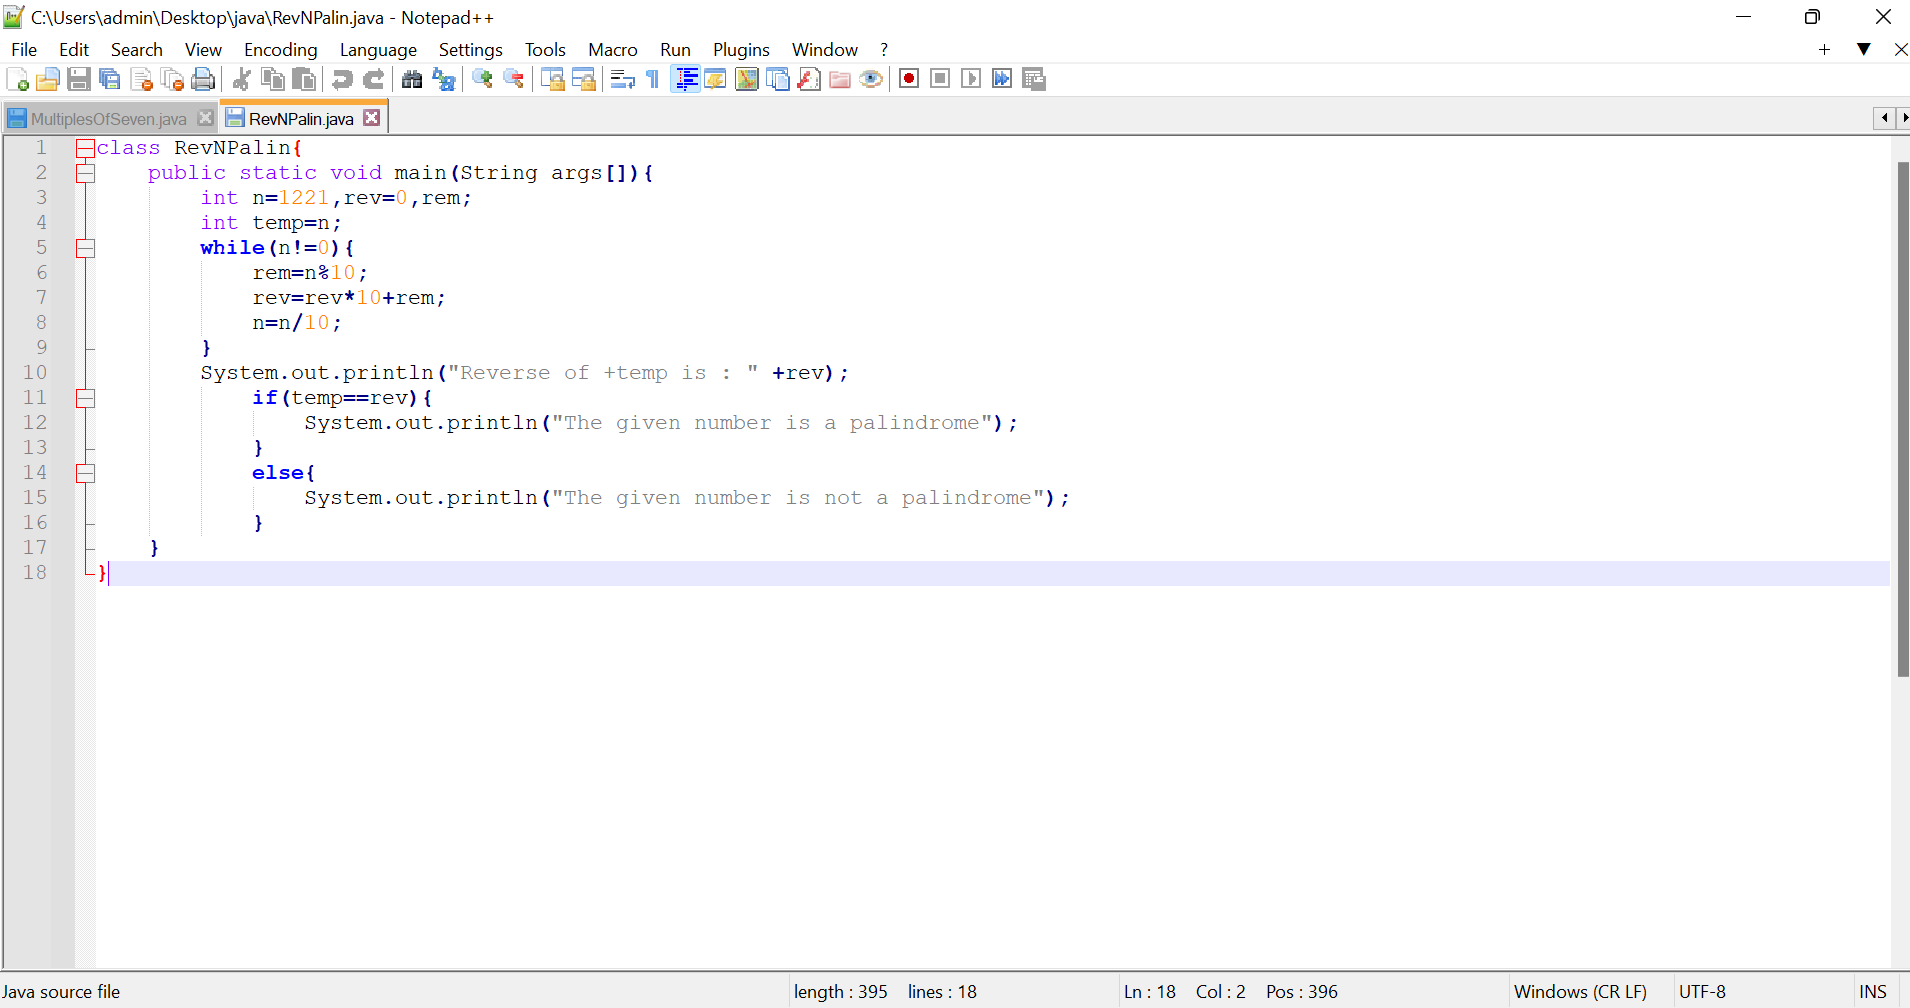 C:\Users\admin\Desktop\java\RevNPalin.java - Notepad++
File Edit Search View Encoding Language Settings Tools Macro Run Plugins Window ?
MultiplesOfSeven.java RevNPalin.java
1 class RevNPalin{
2     public static void main(String args[]){
3         int n=1221,rev=0,rem;
4         int temp=n;
5         while(n!=0){
6             rem=n%10;
7             rev=rev*10+rem;
8             n=n/10;
9         }
10         System.out.println("Reverse of +temp is : " +rev);
11             if(temp==rev){
12                 System.out.println("The given number is a palindrome");
13             }
14             else{
15                 System.out.println("The given number is not a palindrome");
16             }
17     }
18 }
Java source file length : 395 lines : 18 Ln : 18 Col : 2 Pos : 396 Windows (CR LF) UTF-8 INS